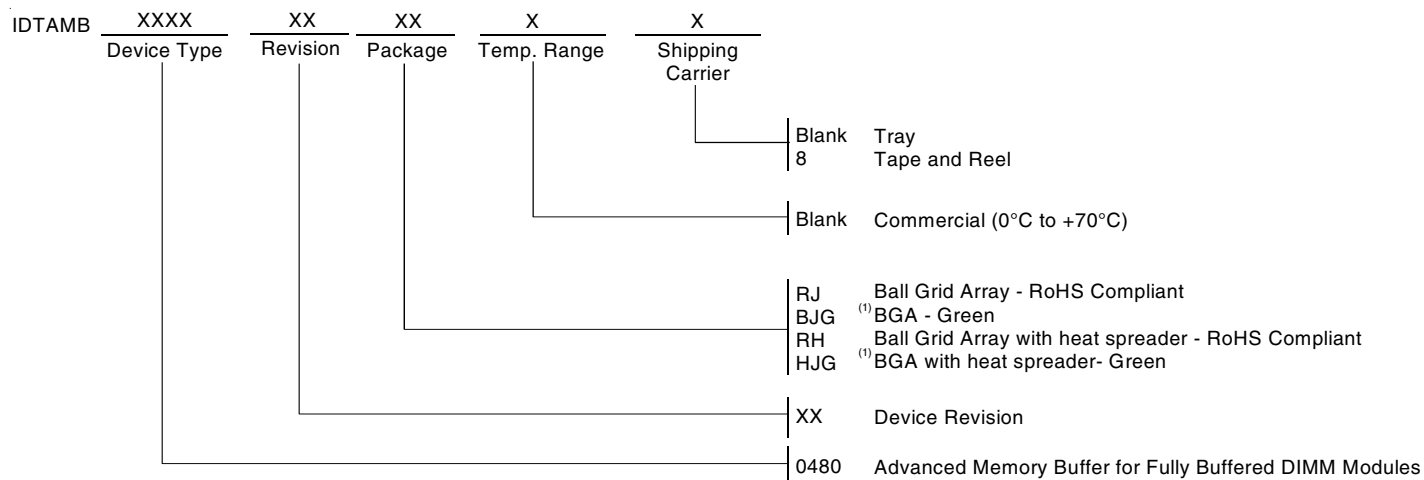 IDTAMB XXXX XX XX X X
Device Type Revision Package Temp. Range Shipping
Carrier
Blank Tray
8 Tape and Reel
Blank Commercial (0°C to +70°C)
RJ Ball Grid Array - RoHS Compliant
BJG (1) BGA - Green
RH Ball Grid Array with heat spreader - RoHS Compliant
HJG (1) BGA with heat spreader- Green
XX Device Revision
0480 Advanced Memory Buffer for Fully Buffered DIMM Modules